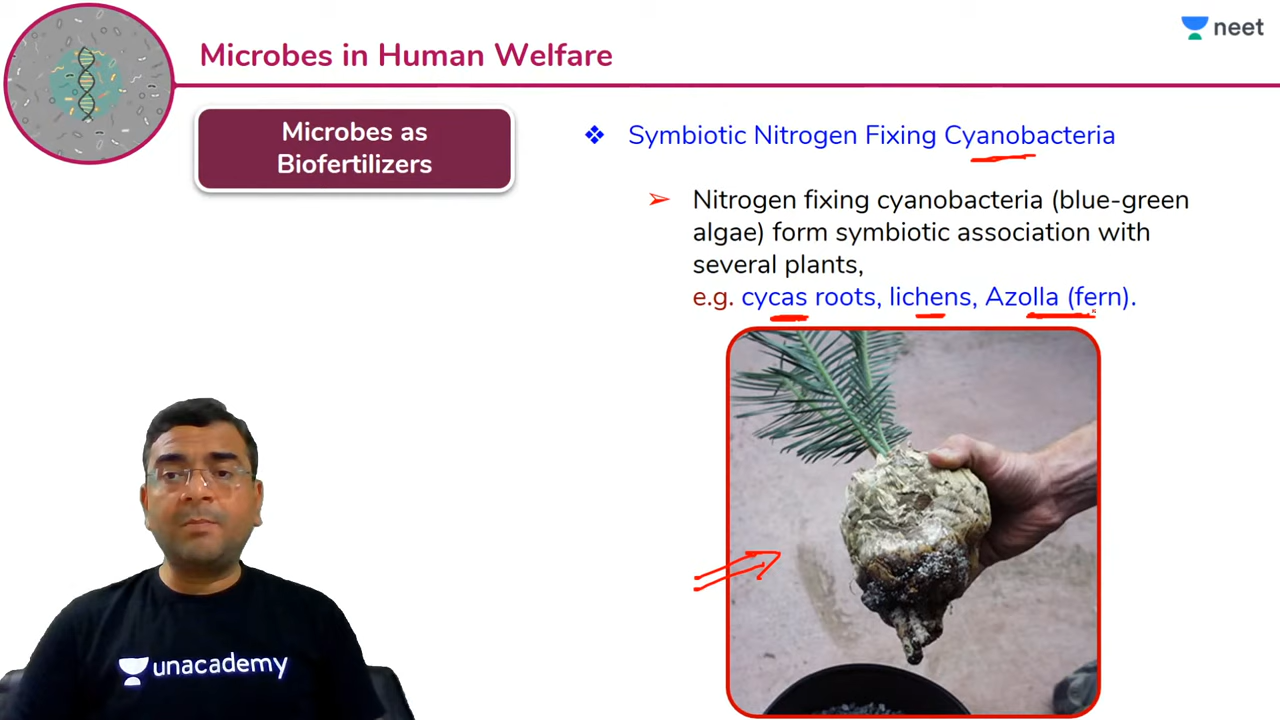 neet
Microbes in Human Welfare
Microbes as
Biofertilizers
❖ Symbiotic Nitrogen Fixing Cyanobacteria
➢ Nitrogen fixing cyanobacteria (blue-green
algae) form symbiotic association with
several plants,
e.g. cycas roots, lichens, Azolla (fern).
unacademy